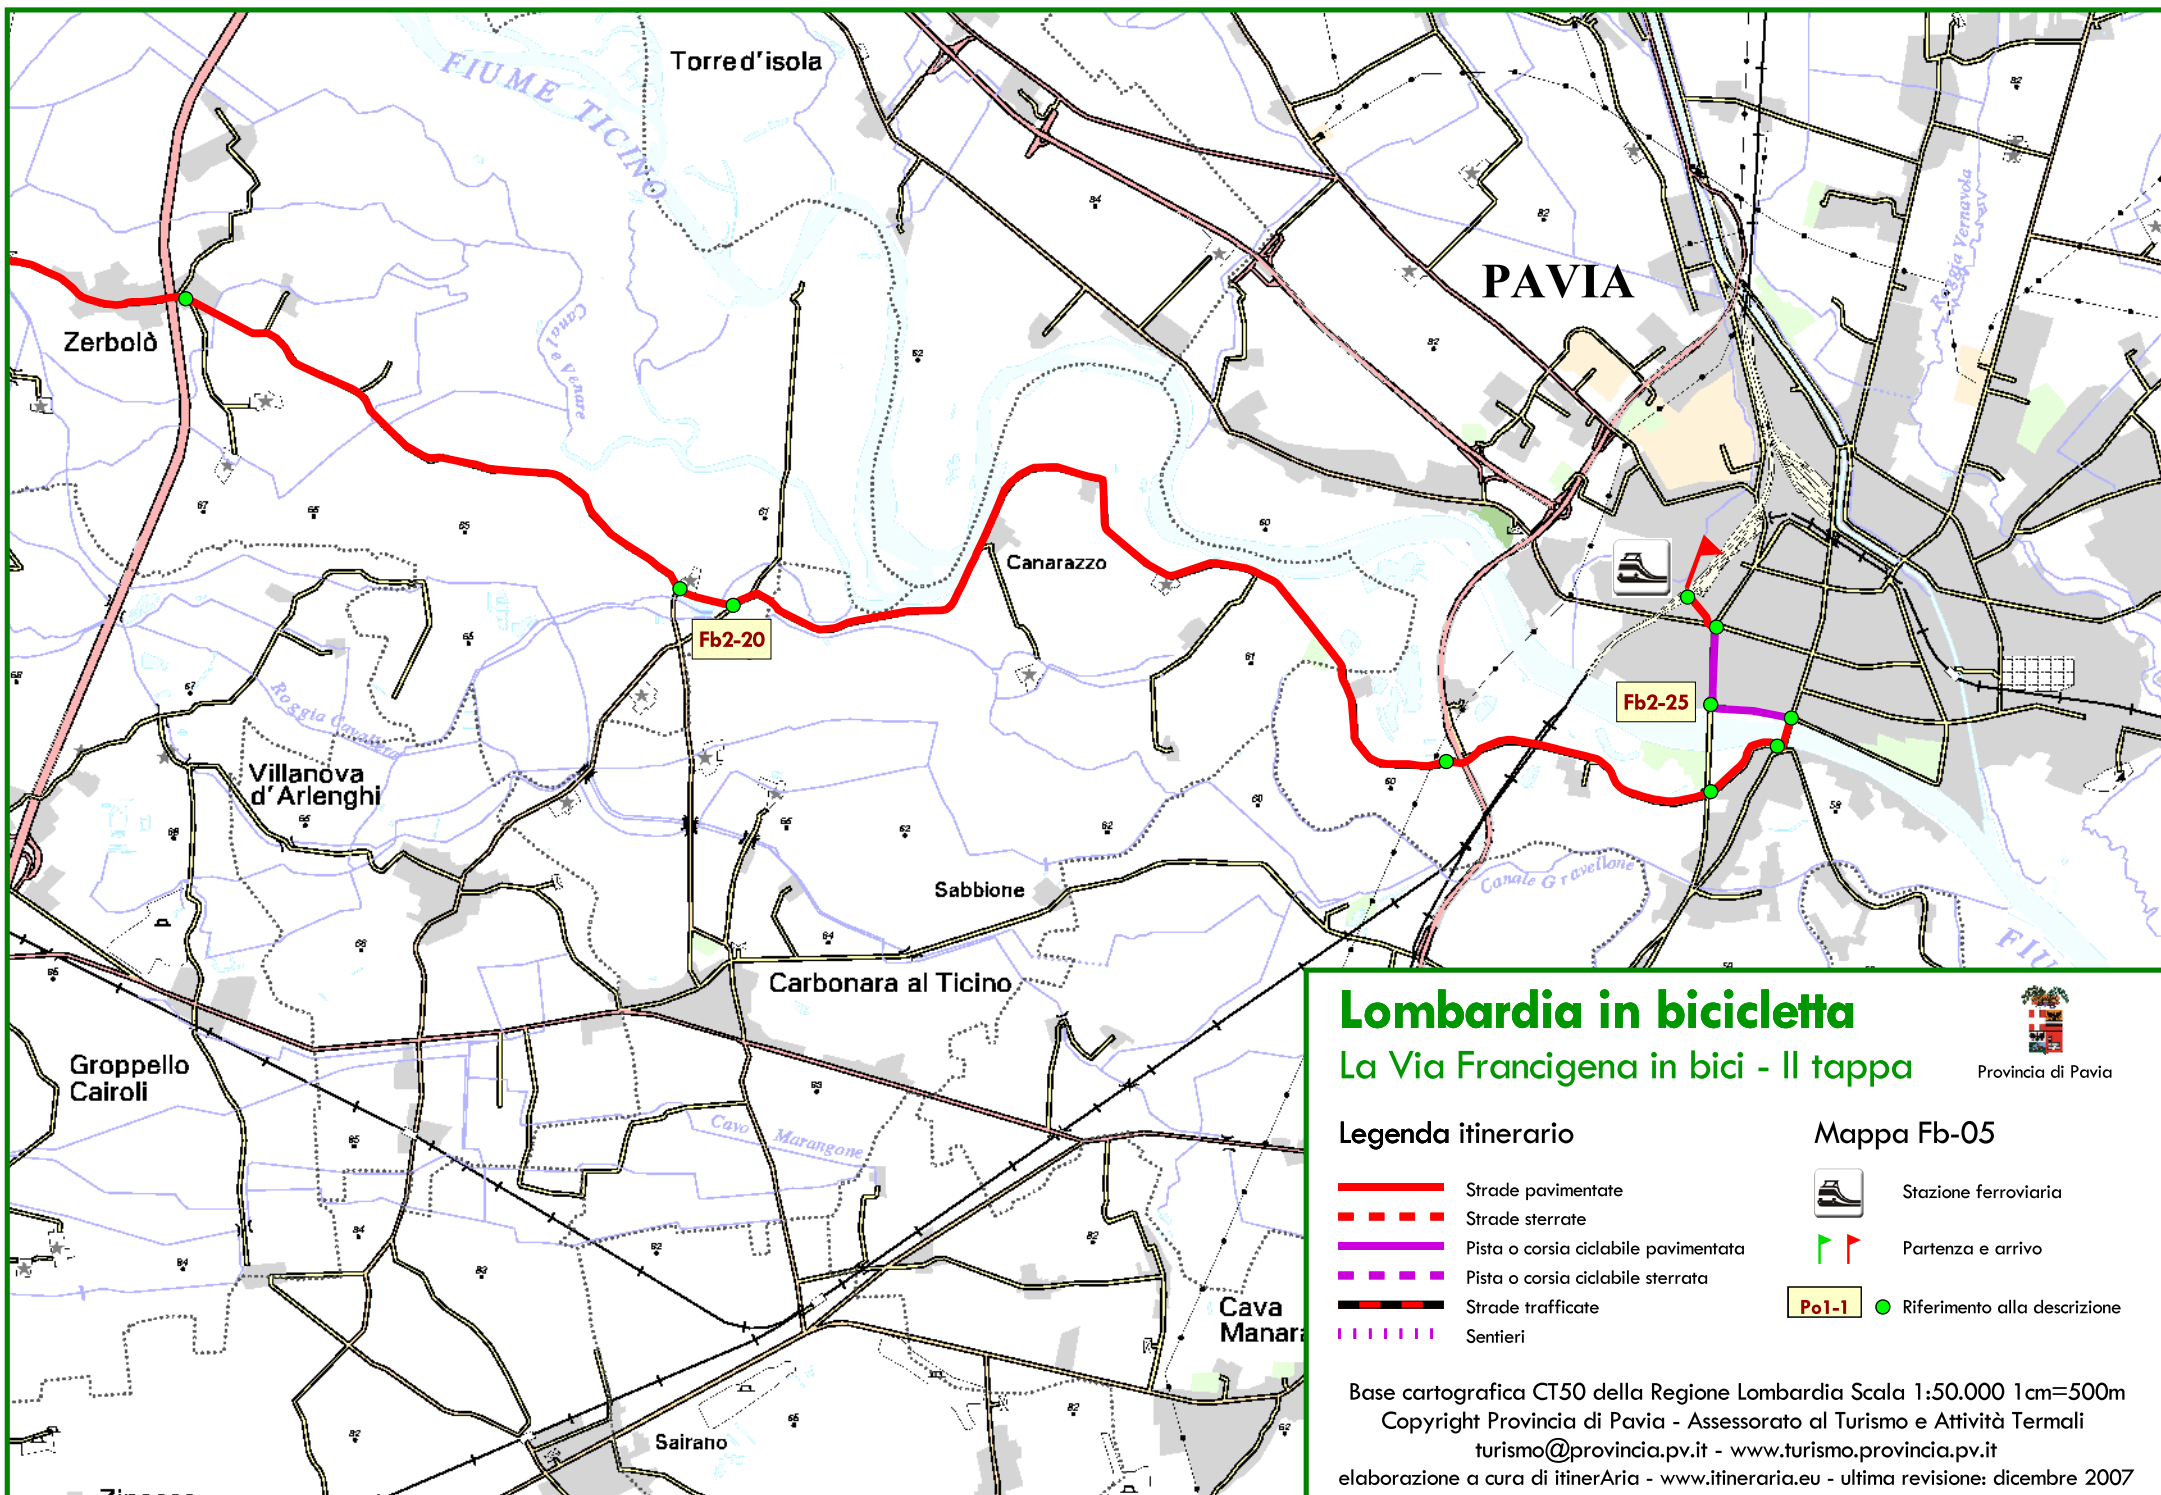 Torre d'isola
FIUME TICINO
PAVIA
Roggia Vernavola
Zerbolò
Canale Venare
Canarazzo
Fb2-20
Fb2-25
Roggia Cavallera
Villanova
d'Arlenghi
Canale Gravellone
Sabbione
FIU
Carbonara al Ticino
Groppello
Cairoli
Cavo Marangone
Cava
Manara
Sairano
Lombardia in bicicletta
La Via Francigena in bici - II tappa
Provincia di Pavia
Legenda itinerario
Mappa Fb-05
Strade pavimentate
Strade sterrate
Pista o corsia ciclabile pavimentata
Pista o corsia ciclabile sterrata
Strade trafficate
Sentieri
Stazione ferroviaria
Partenza e arrivo
Po1-1
Riferimento alla descrizione
Base cartografica CT50 della Regione Lombardia Scala 1:50.000 1cm=500m
Copyright Provincia di Pavia - Assessorato al Turismo e Attività Termali
turismo@provincia.pv.it - www.turismo.provincia.pv.it
elaborazione a cura di itinerAria - www.itineraria.eu - ultima revisione: dicembre 2007